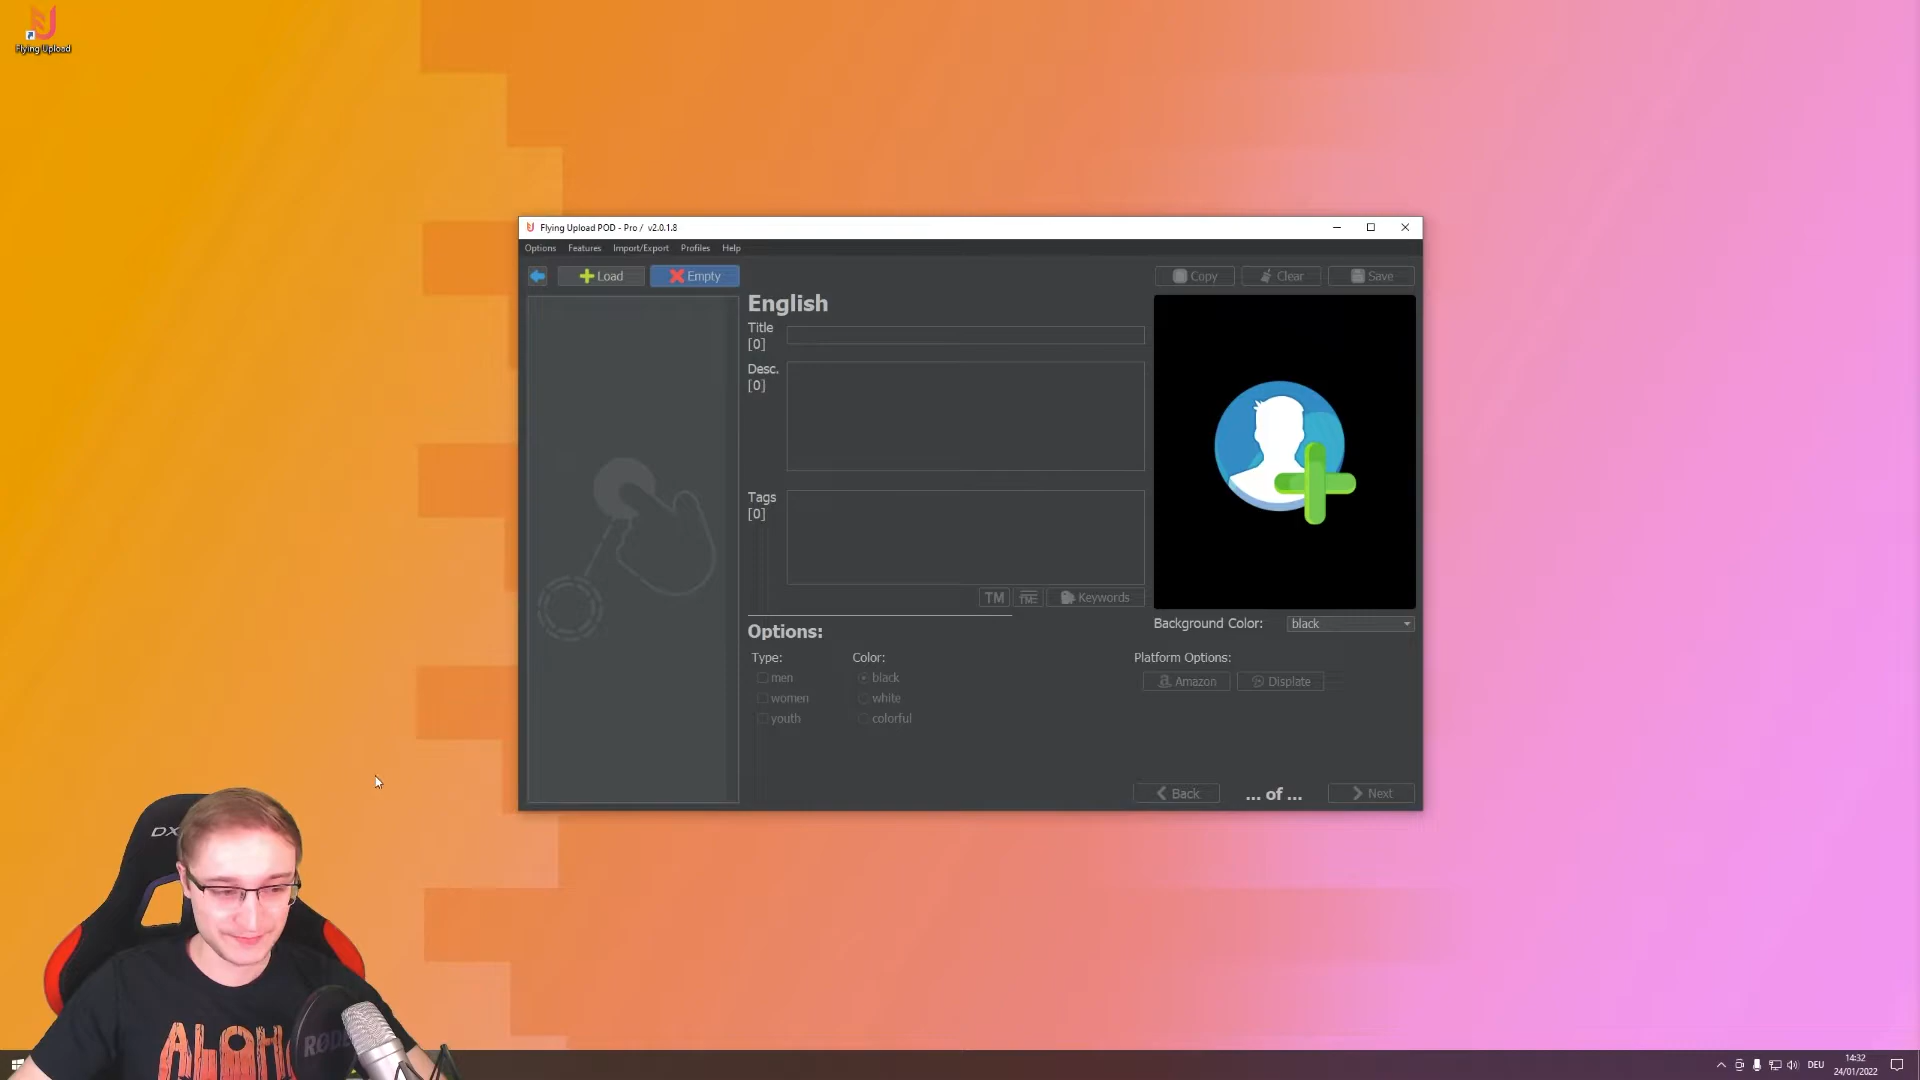 Flying Upload
Flying Upload POD - Pro / v2.0.1.8
Options Features Import/Export Profiles Help
Load Empty Copy Clear Save
English
Title
[0]
Desc.
[0]
Tags
[0]
TM TM Keywords
Background Color: black
Options:
Type: Color: Platform Options:
men black Amazon Displate
women white
youth colorful
Back ... of ... Next
DX
ALOH
RØDE
DEU 14:32
24/01/2022